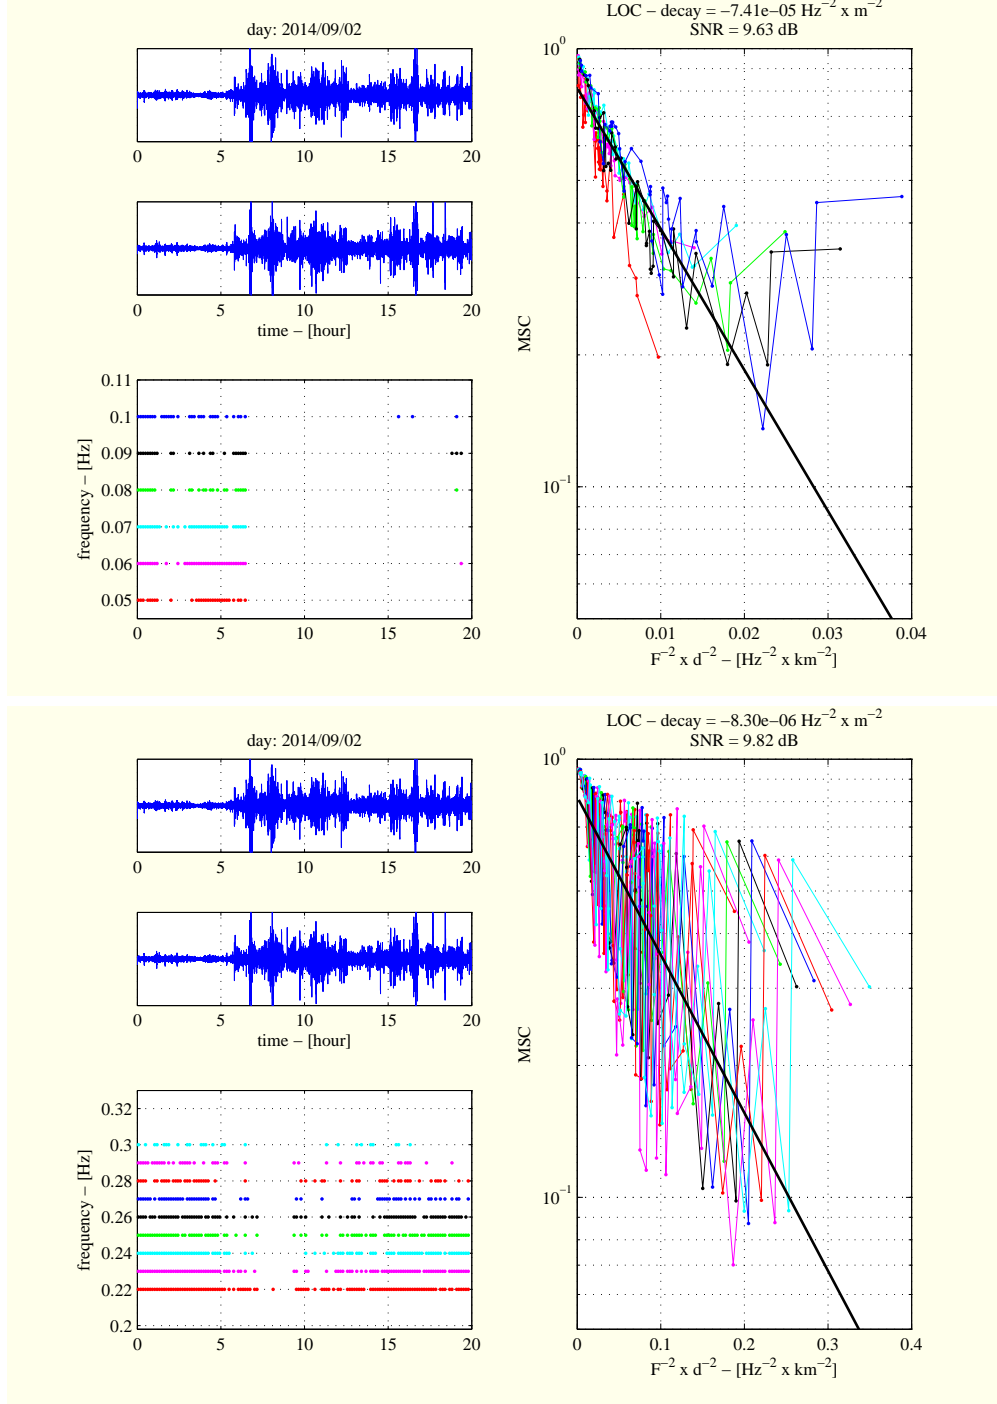 LOC – decay = –7.41e–05 Hz⁻² x m⁻²
SNR = 9.63 dB
day: 2014/09/02
0 5 10 15 20
0 5 10 15 20
time – [hour]
0.11
0.1
0.09
0.08
0.07
0.06
0.05
frequency – [Hz]
0 5 10 15 20
10⁰
10⁻¹
MSC
0 0.01 0.02 0.03 0.04
F⁻² x d⁻² – [Hz⁻² x km⁻²]
LOC – decay = –8.30e–06 Hz⁻² x m⁻²
SNR = 9.82 dB
day: 2014/09/02
0 5 10 15 20
0 5 10 15 20
time – [hour]
0.32
0.3
0.28
0.26
0.24
0.22
0.2
frequency – [Hz]
0 5 10 15 20
10⁰
10⁻¹
MSC
0 0.1 0.2 0.3 0.4
F⁻² x d⁻² – [Hz⁻² x km⁻²]